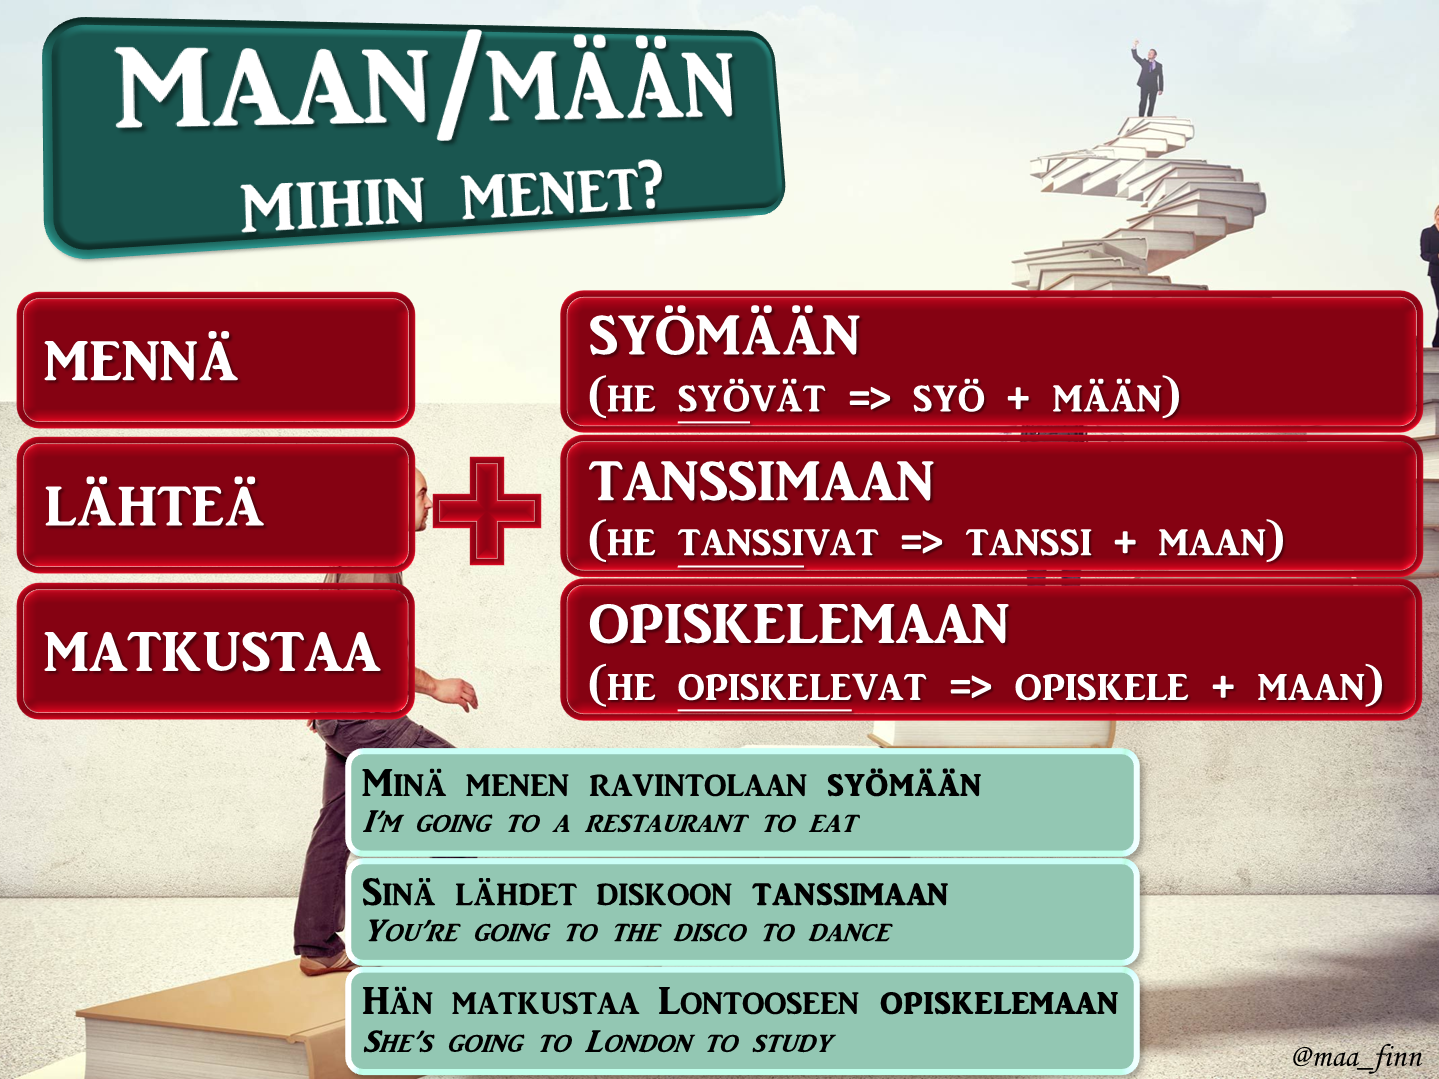 MAAN/MÄÄN
MIHIN MENET?
MENNÄ
LÄHTEÄ
MATKUSTAA
+
SYÖMÄÄN
(HE SYÖVÄT => SYÖ + MÄÄN)
TANSSIMAAN
(HE TANSSIVAT => TANSSI + MAAN)
OPISKELEMAAN
(HE OPISKELEVAT => OPISKELE + MAAN)
MINÄ MENEN RAVINTOLAAN SYÖMÄÄN
I'M GOING TO A RESTAURANT TO EAT
SINÄ LÄHDET DISKOON TANSSIMAAN
YOU'RE GOING TO THE DISCO TO DANCE
HÄN MATKUSTAA LONTOOSEEN OPISKELEMAAN
SHE'S GOING TO LONDON TO STUDY
@maa_finn